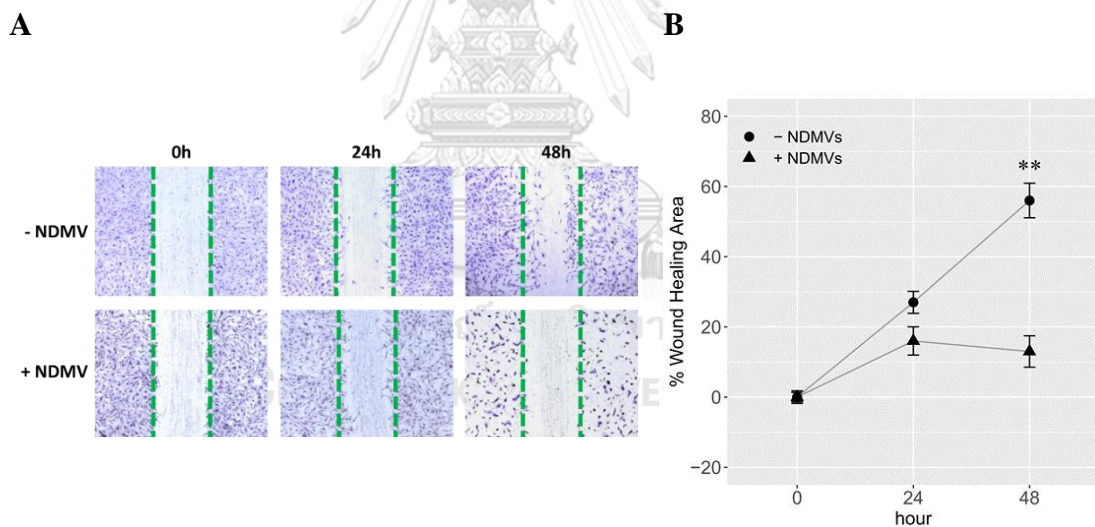 A
B
0h
24h
48h
- NDMV
+ NDMV
80
60
40
20
0
−20
− NDMVs
+ NDMVs
**
% Wound Healing Area
0
24
48
hour